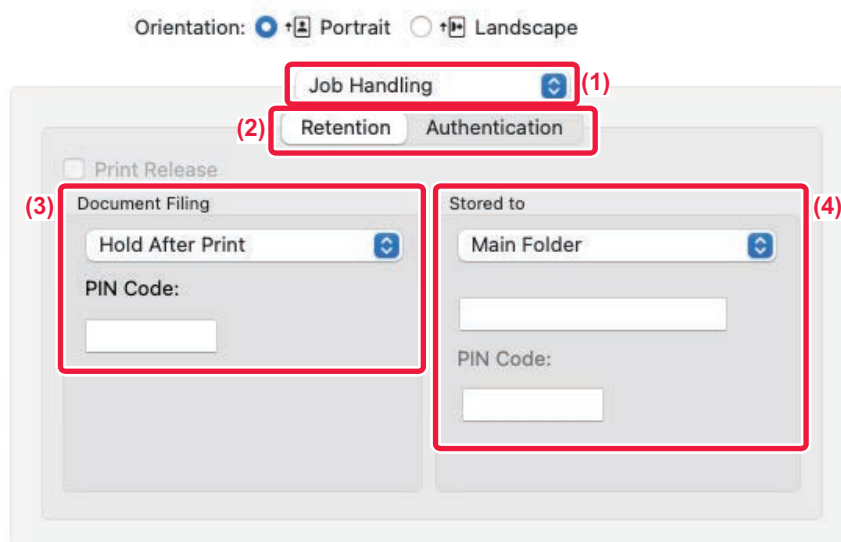 Orientation: Portrait Landscape
Job Handling (1)
(2) Retention Authentication
Print Release
(3) Document Filing
Hold After Print
PIN Code:
Stored to (4)
Main Folder
PIN Code: